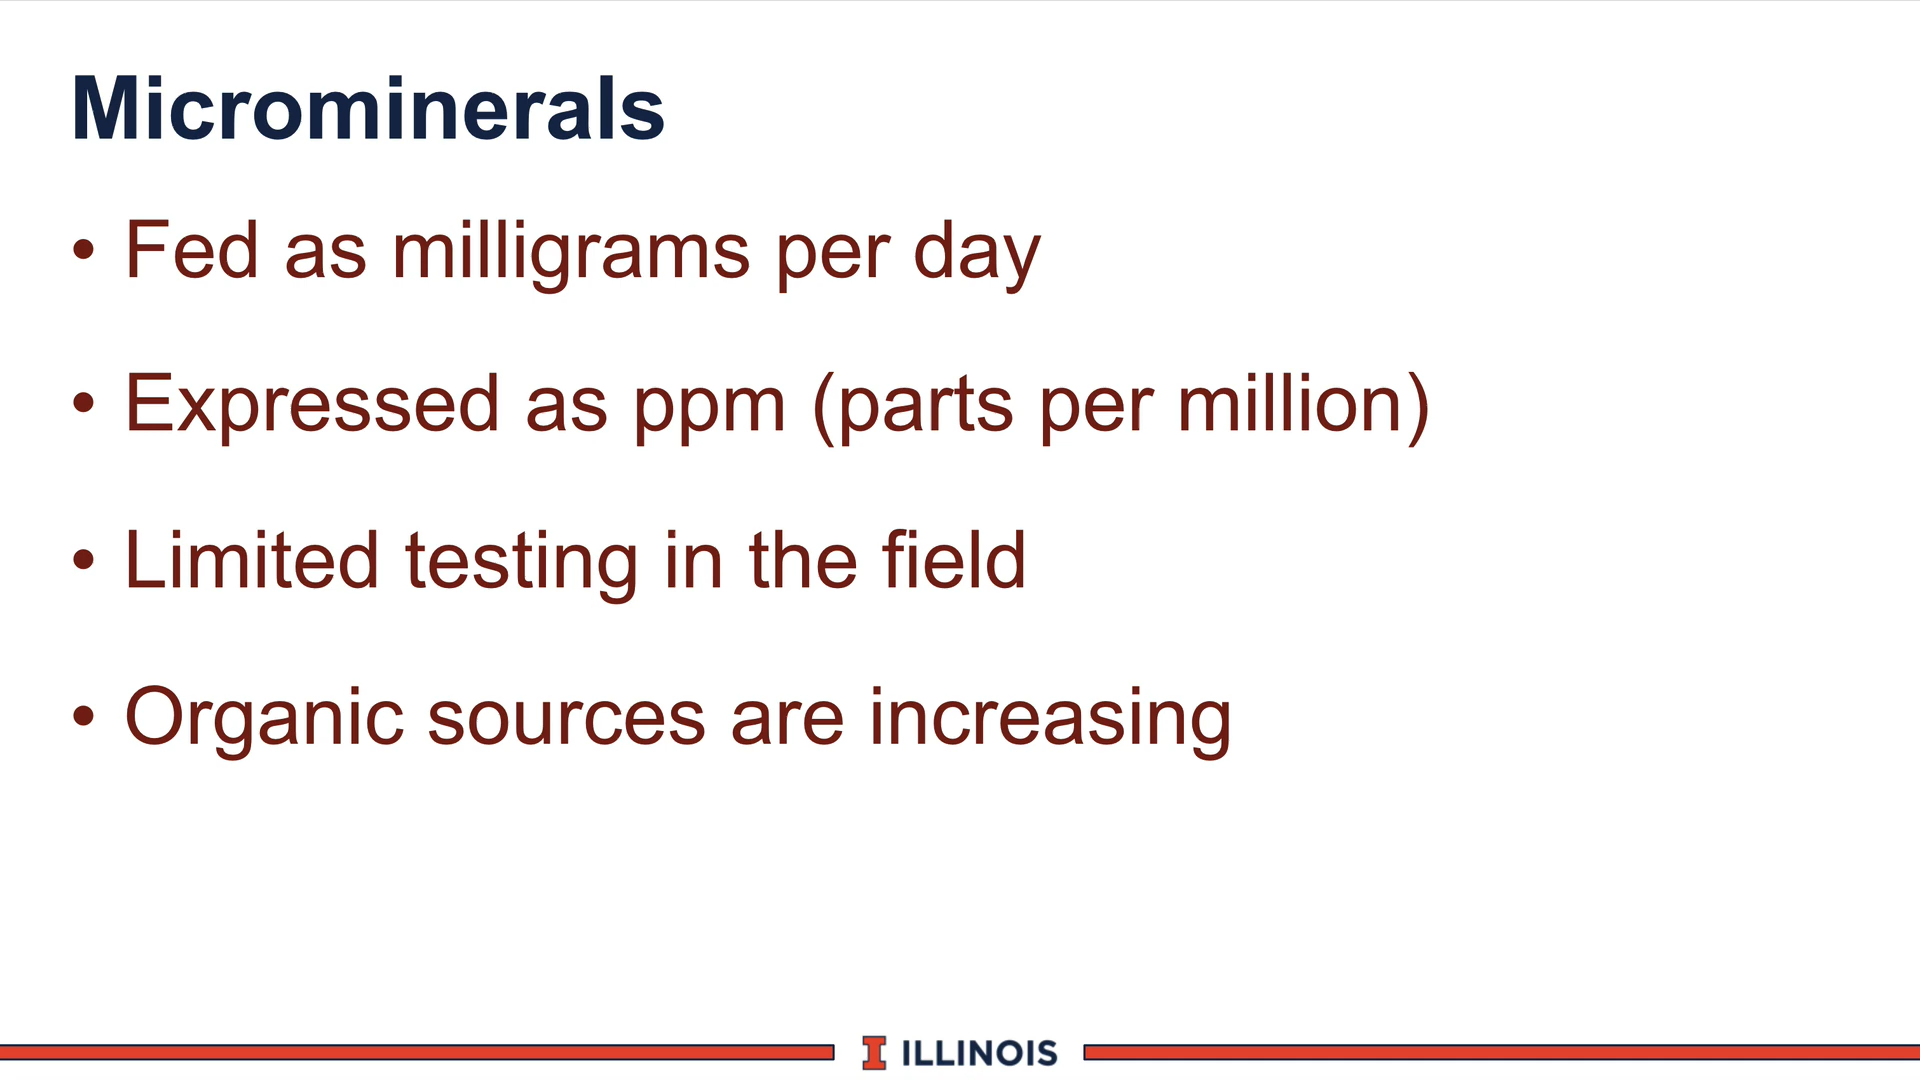 Microminerals
• Fed as milligrams per day
• Expressed as ppm (parts per million)
• Limited testing in the field
• Organic sources are increasing
I ILLINOIS